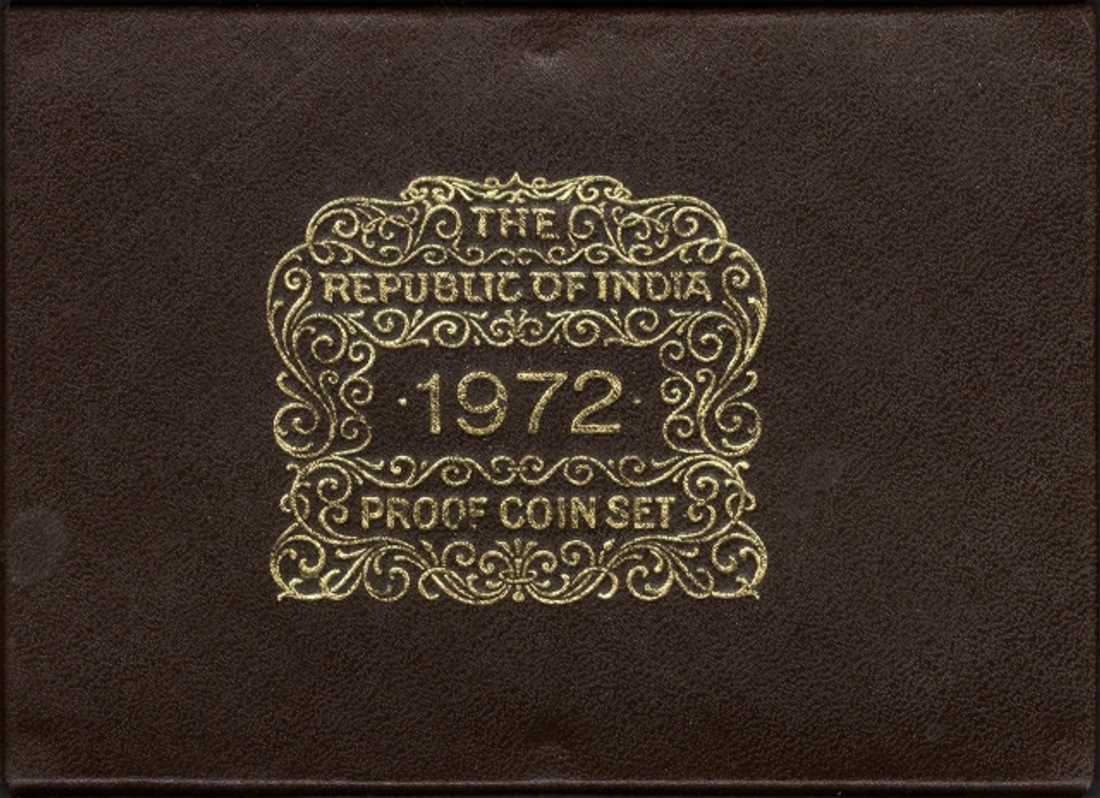 THE
REPUBLIC OF INDIA
·1972·
PROOF COIN SET